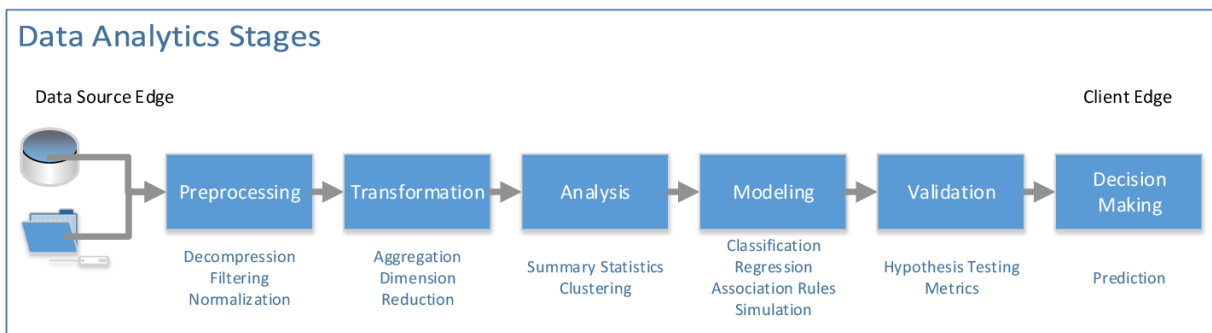 Data Analytics Stages
Data Source Edge
Client Edge
Preprocessing
Transformation
Analysis
Modeling
Validation
Decision
Making
Decompression
Filtering
Normalization
Aggregation
Dimension
Reduction
Summary Statistics
Clustering
Classification
Regression
Association Rules
Simulation
Hypothesis Testing
Metrics
Prediction